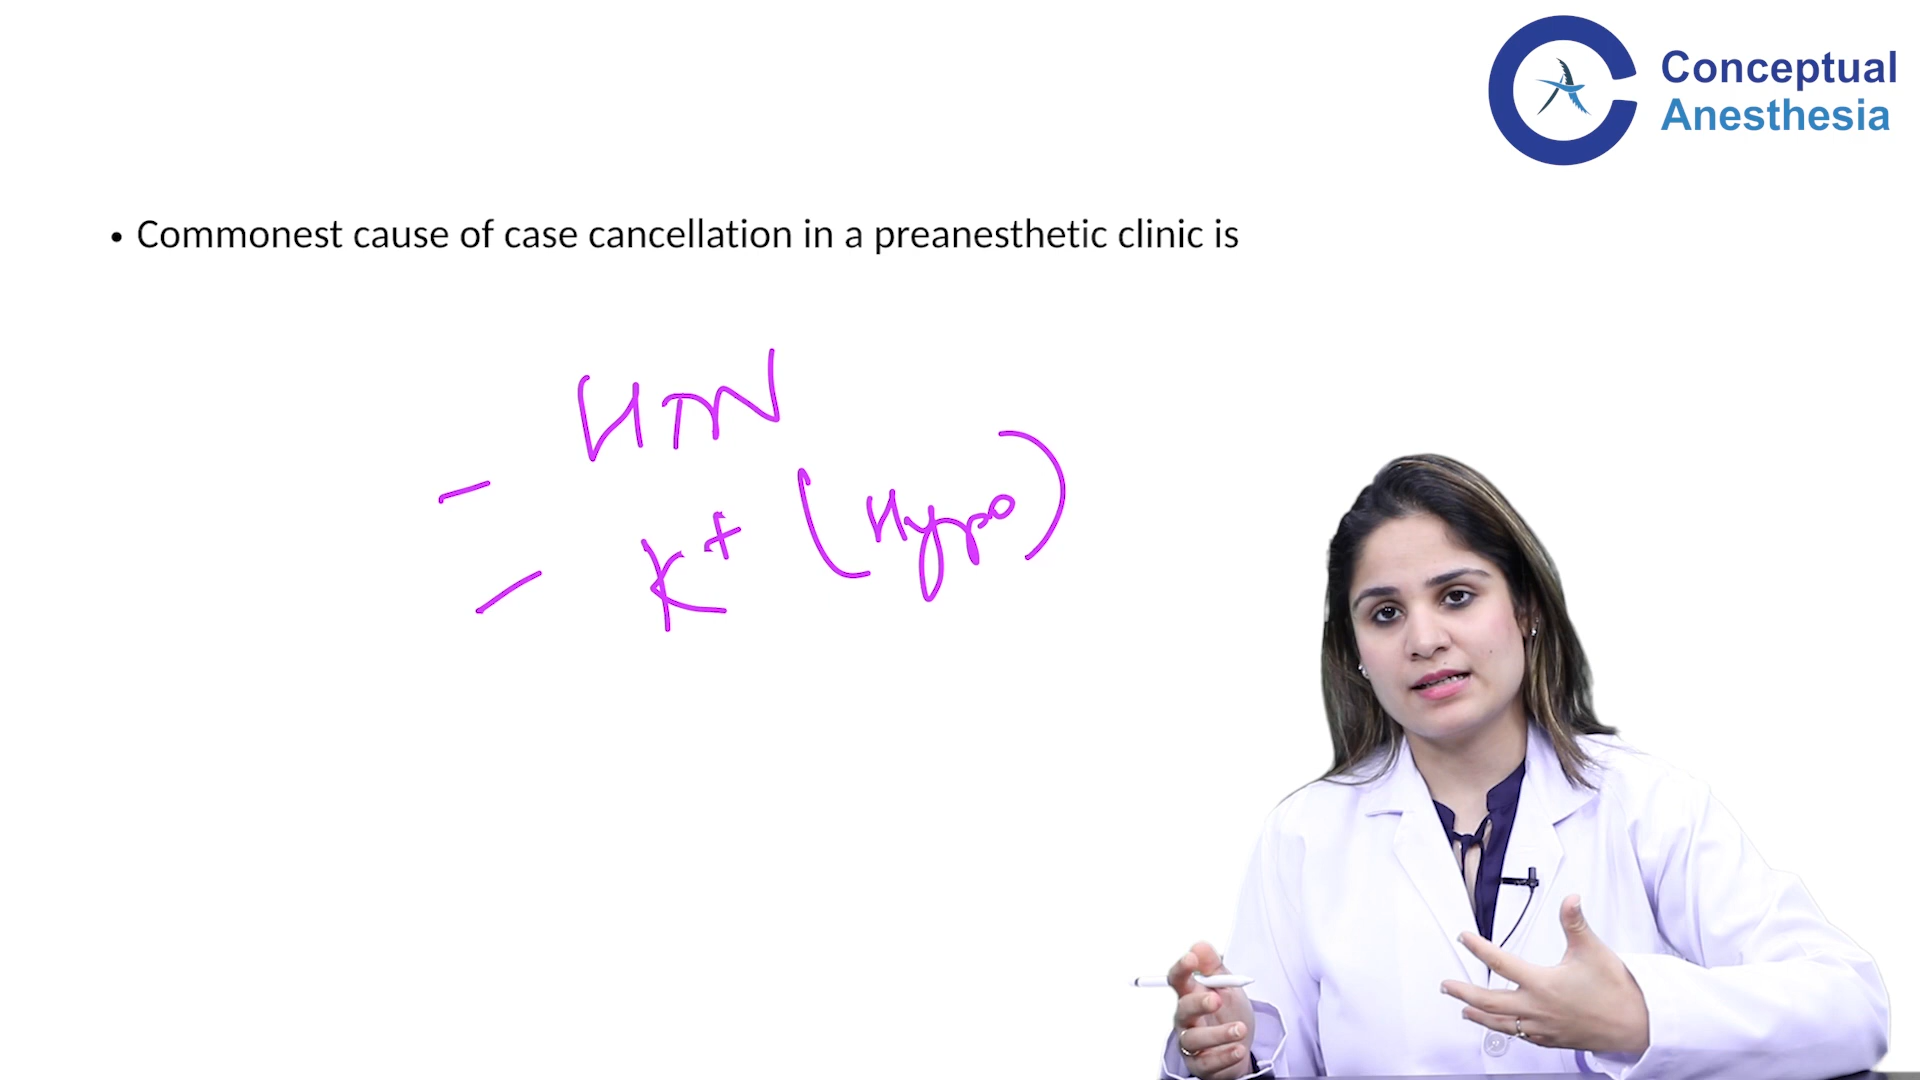 Conceptual
Anesthesia
• Commonest cause of case cancellation in a preanesthetic clinic is
- HTN
- K+ (Hypo)